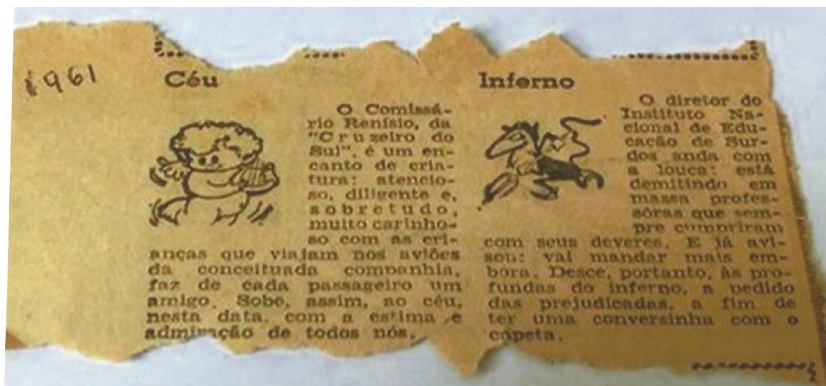 1961
Céu
O Comissá-
rio Renísio, da
"Cruzeiro do
Sul", é um en-
canto de cria-
tura: atencio-
so, diligente e,
sobretudo,
muito carinho-
so com as cri-
anças que viajam nos aviões
da conceituada companhia,
faz de cada passageiro um
amigo. Sobe, assim, ao céu,
nesta data, com a estima e
admiração de todos nós.
Inferno
O diretor do
Instituto Na-
cional de Edu-
cação de Sur-
dos anda com
a louca: está
demitindo em
massa profes-
sôras que sem-
pre cumpriram
com seus deveres. E já avi-
sou: vai mandar mais em-
bora. Desce, portanto, às pro-
fundas do inferno, a pedido
das prejudicadas, a fim de
ter uma conversinha com o
capeta.